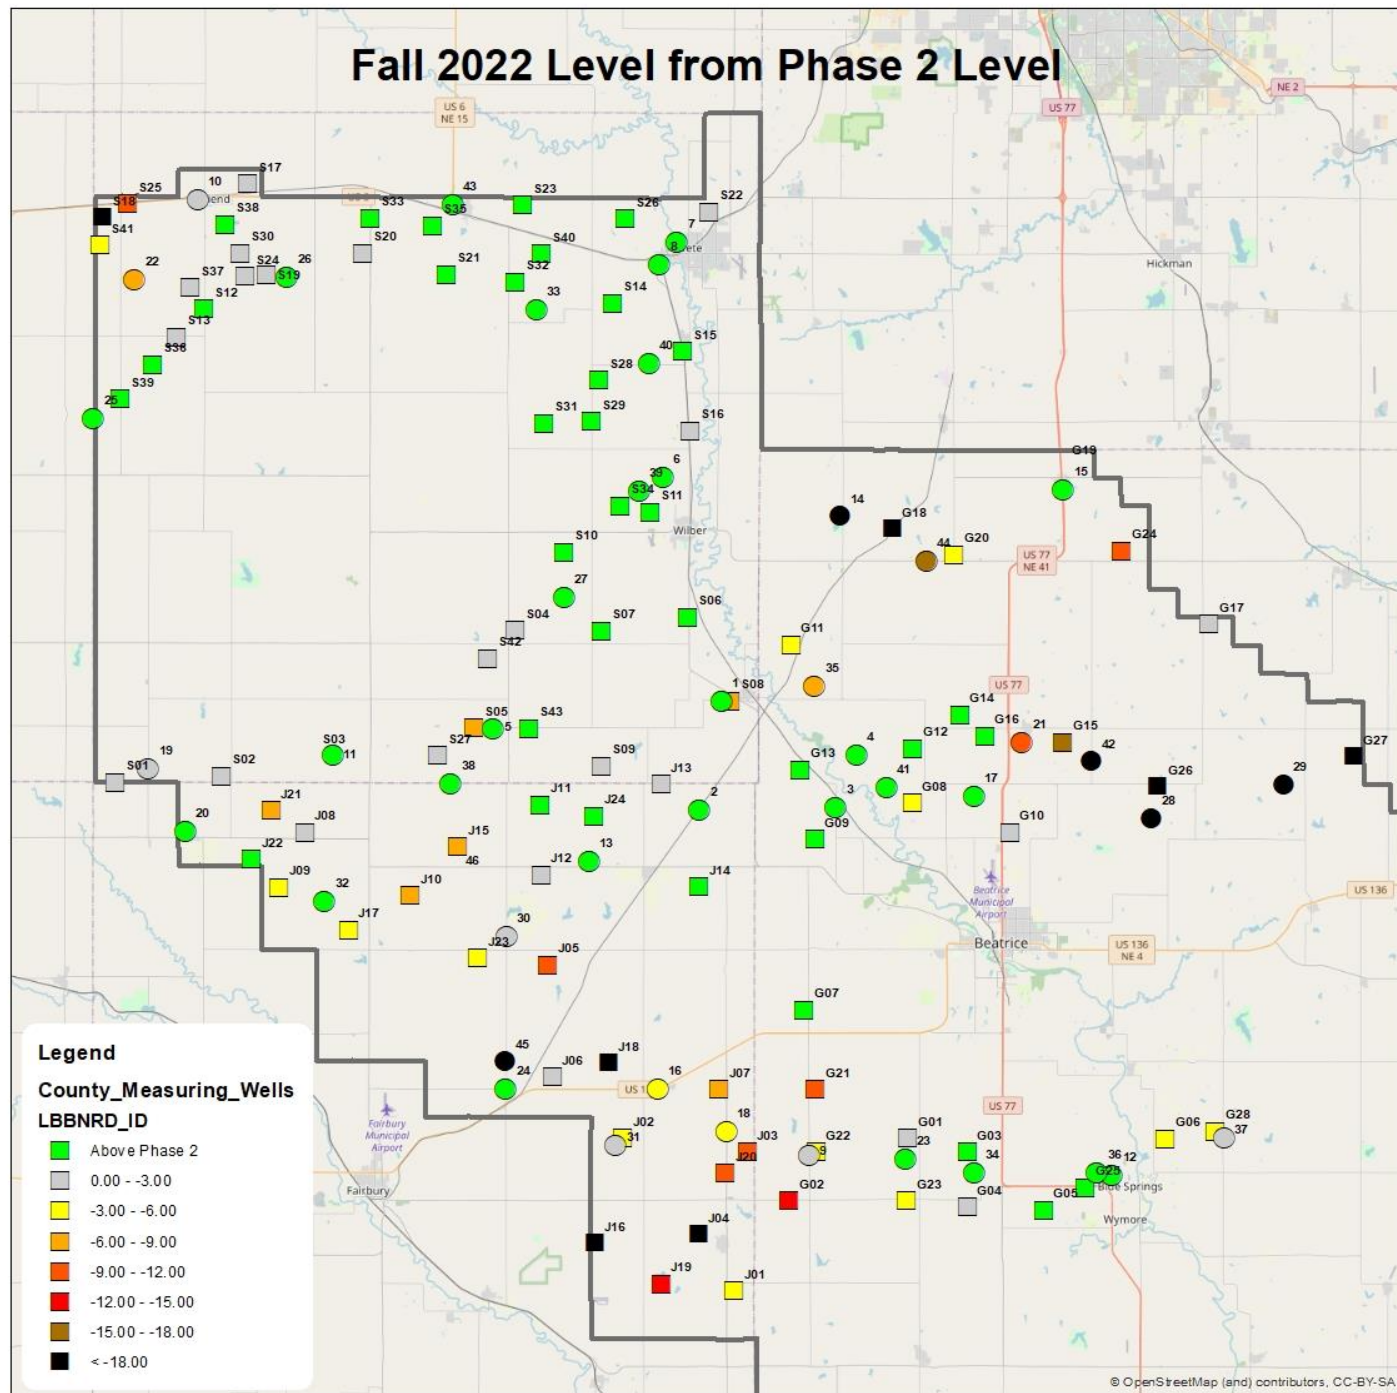 Fall 2022 Level from Phase 2 Level
US 6
NE 15
US 77
NE 2
S17
10
S25
S18
S38
S41
S30
22
S37
S24
S19
26
S12
S13
S36
S39
25
S33
43
S35
S23
S26
S22
7
8
S20
S21
S40
S32
33
S14
Hickman
40
S15
S28
S31
S29
S16
6
39
S34
S11
Wilber
S10
27
S04
S07
S06
S42
G19
15
14
G18
44
G20
G24
US 77
NE 41
G17
G11
35
US 77
1
S08
S05
5
S43
S03
11
S27
38
S09
J13
19
S01
S02
20
J21
J08
J22
J09
32
J17
J15
46
J10
J11
J24
2
13
J12
J14
30
J23
J05
G14
G16
21
G15
42
G27
G12
4
G13
41
3
G08
17
G09
G10
G26
28
29
Beatrice
Municipal
Airport
US 136
Beatrice
US 136
NE 4
G07
45
24
J06
J18
16
J07
G21
US 77
J02
31
18
J03
J20
G22
9
G02
G01
23
G03
34
G23
G04
G06
G28
37
36
12
G25
Blue Springs
G05
Wymore
J16
J04
J19
J01
Fairbury
Municipal
Airport
Fairbury
Legend
County_Measuring_Wells
LBBNRD_ID
Above Phase 2
0.00 - -3.00
-3.00 - -6.00
-6.00 - -9.00
-9.00 - -12.00
-12.00 - -15.00
-15.00 - -18.00
< -18.00
© OpenStreetMap (and) contributors, CC-BY-SA